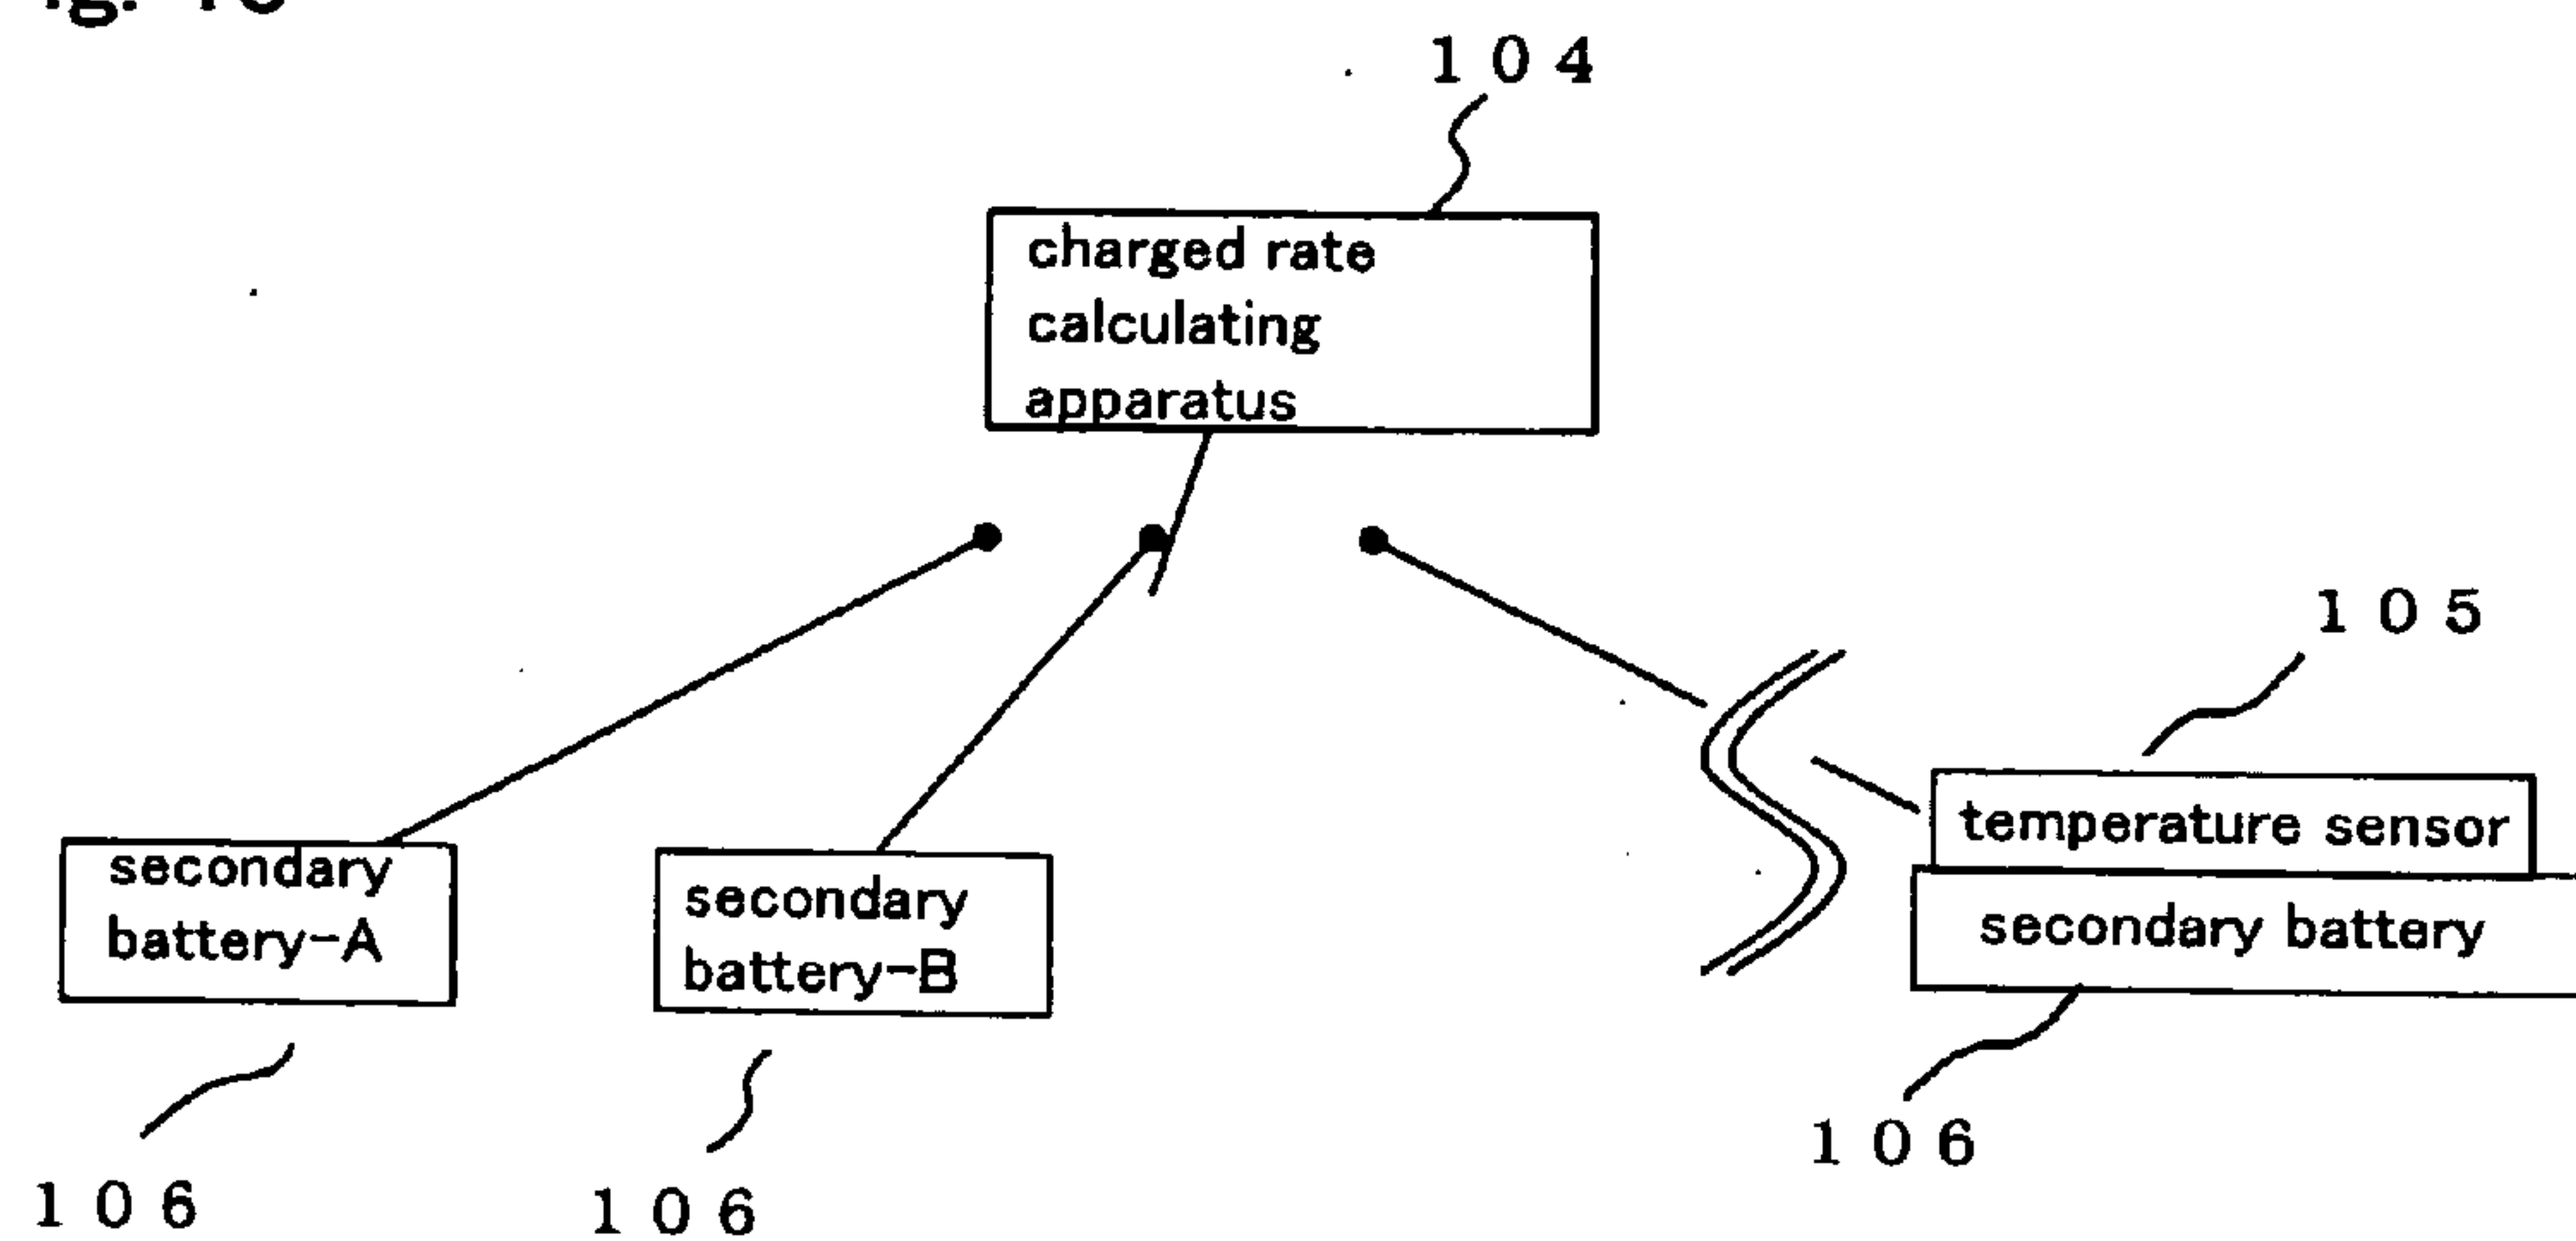 1 0 4
charged rate
calculating
apparatus
1 0 5
temperature sensor
secondary battery
secondary
battery-A
secondary
battery-B
1 0 6
1 0 6
1 0 6